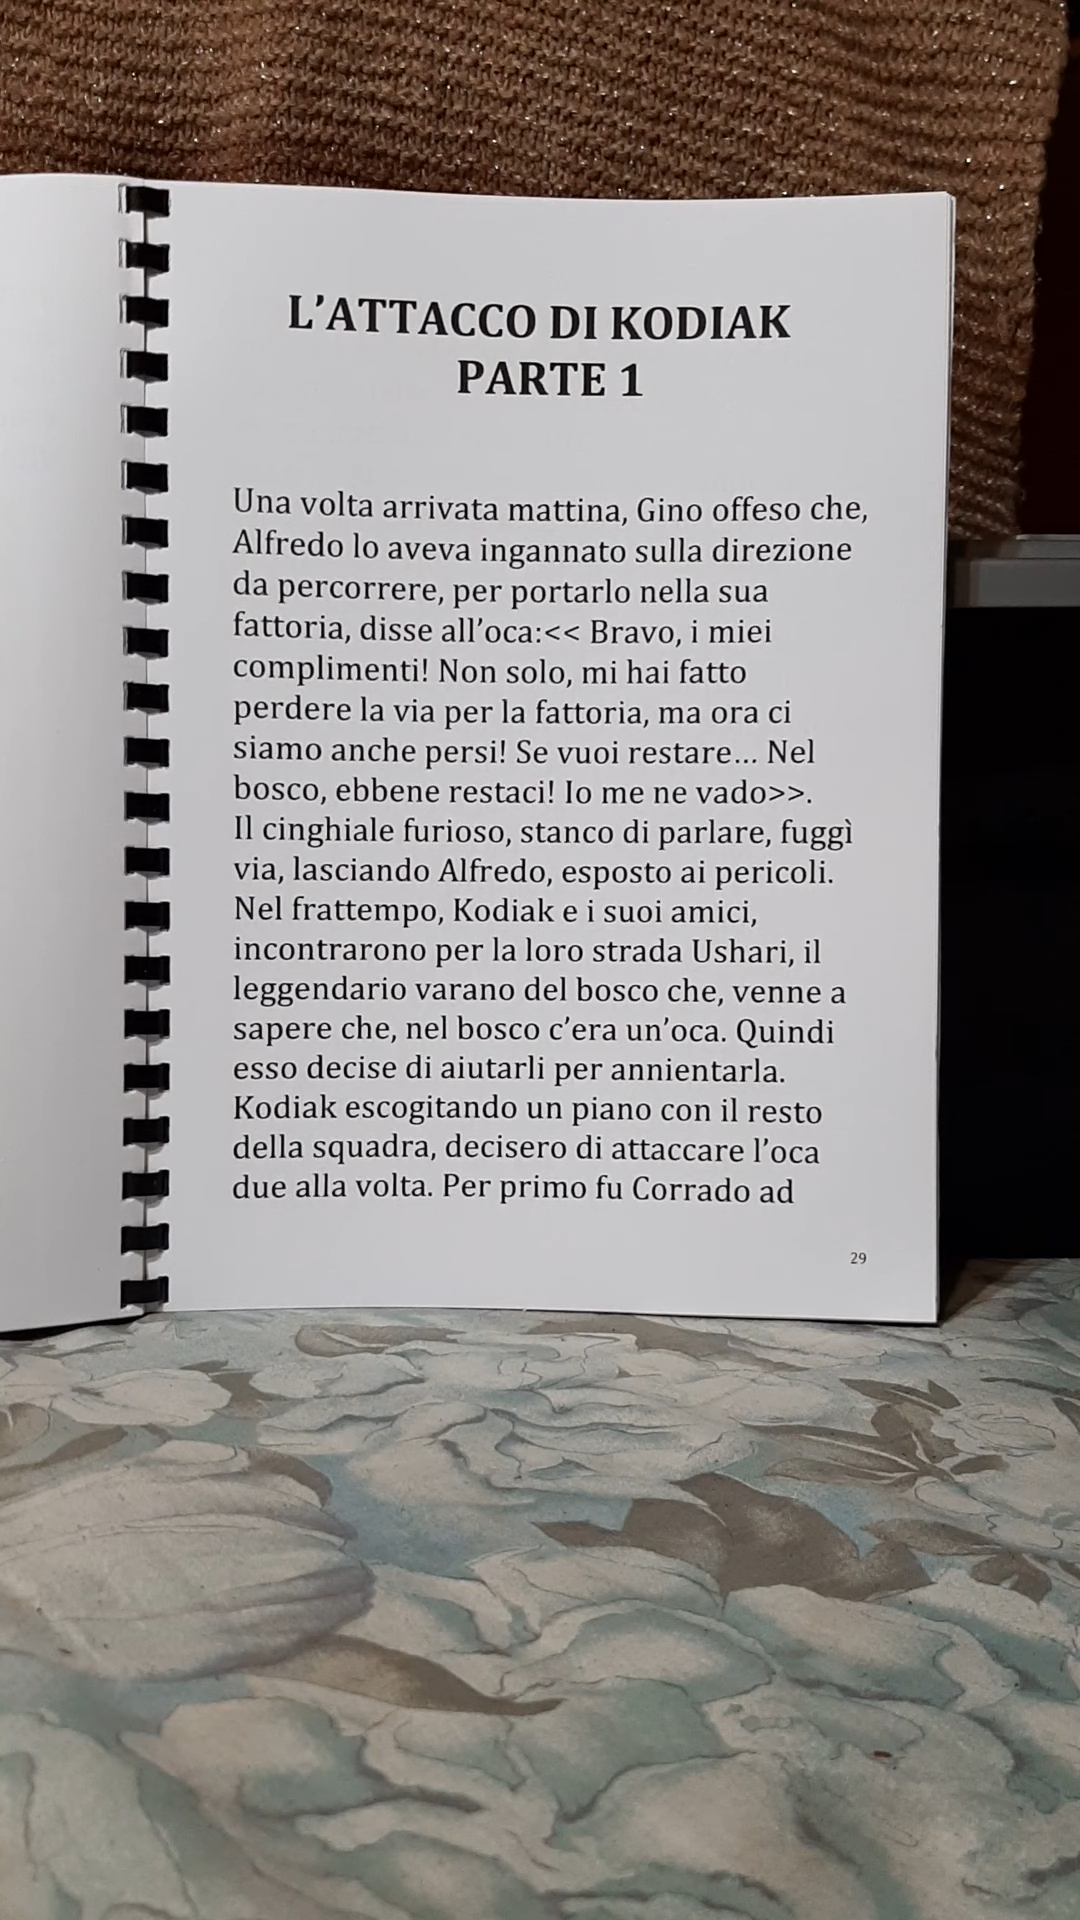 L'ATTACCO DI KODIAK
PARTE 1
Una volta arrivata mattina, Gino offeso che,
Alfredo lo aveva ingannato sulla direzione
da percorrere, per portarlo nella sua
fattoria, disse all'oca:<< Bravo, i miei
complimenti! Non solo, mi hai fatto
perdere la via per la fattoria, ma ora ci
siamo anche persi! Se vuoi restare... Nel
bosco, ebbene restaci! Io me ne vado>>.
Il cinghiale furioso, stanco di parlare, fuggì
via, lasciando Alfredo, esposto ai pericoli.
Nel frattempo, Kodiak e i suoi amici,
incontrarono per la loro strada Ushari, il
leggendario varano del bosco che, venne a
sapere che, nel bosco c'era un'oca. Quindi
esso decise di aiutarli per annientarla.
Kodiak escogitando un piano con il resto
della squadra, decisero di attaccare l'oca
due alla volta. Per primo fu Corrado ad
29